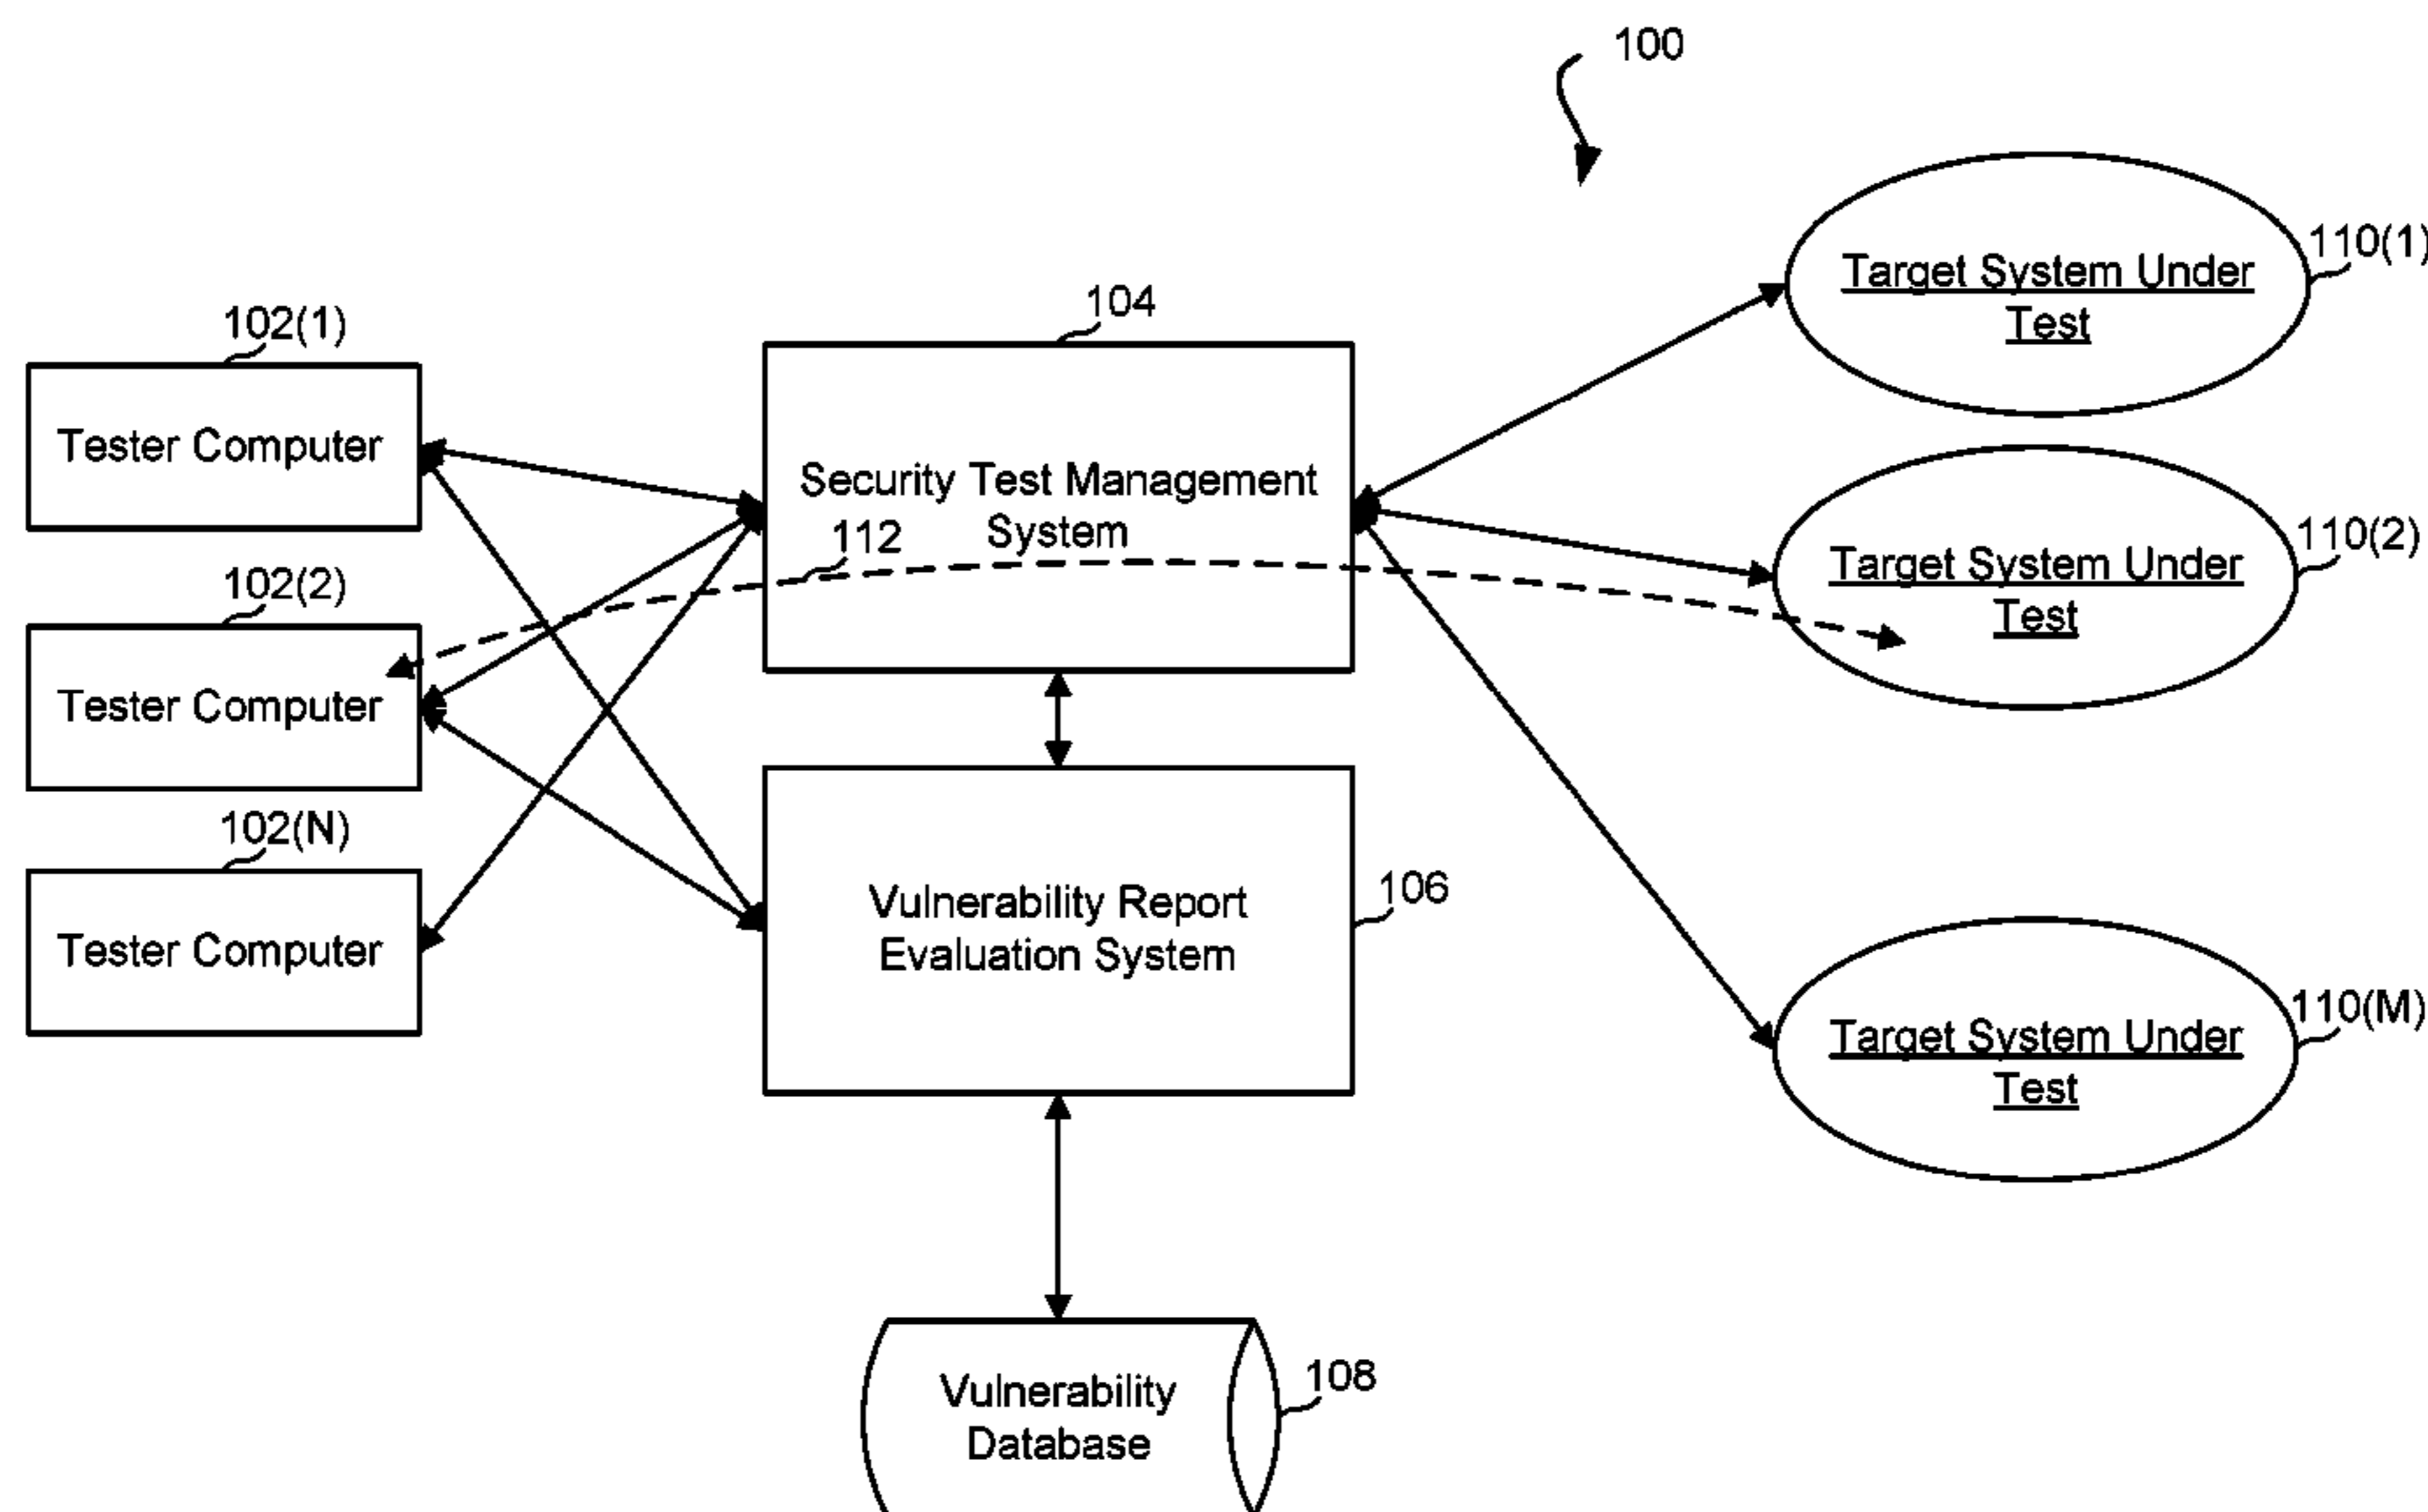 100
110(1)
Target System Under
Test
104
102(1)
Tester Computer
Security Test Management
System
112
110(2)
Target System Under
Test
102(2)
Tester Computer
102(N)
Tester Computer
Vulnerability Report
Evaluation System
106
110(M)
Target System Under
Test
Vulnerability
Database
108